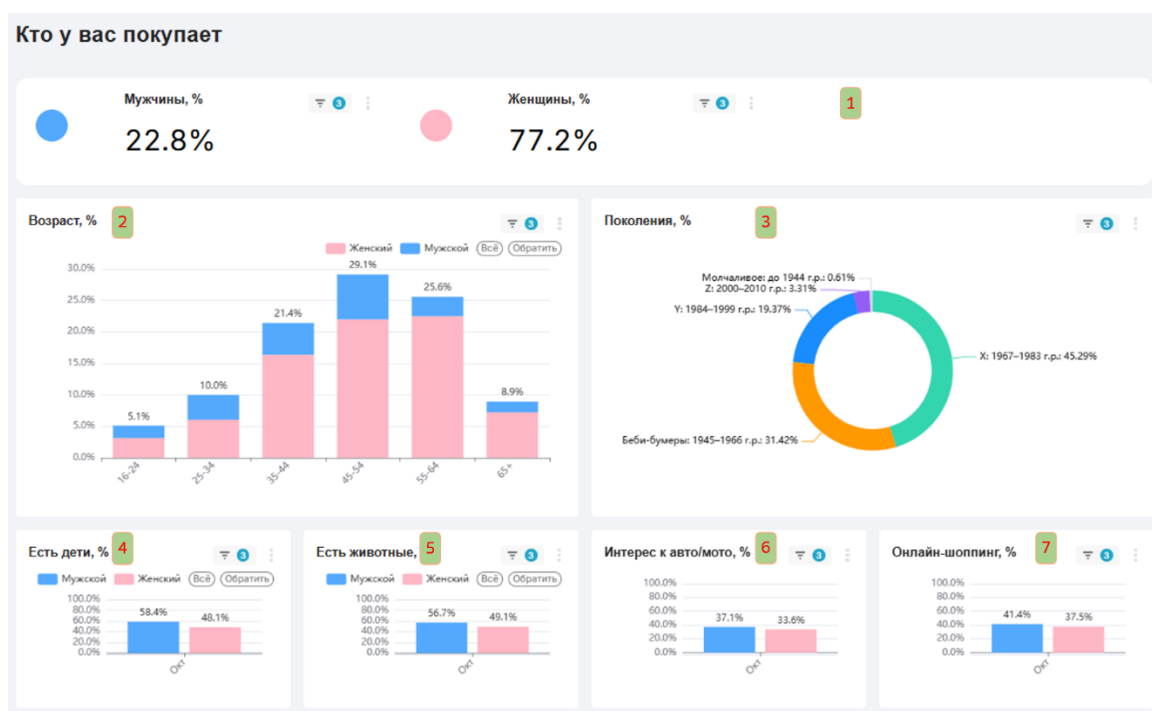 Кто у вас покупает
Мужчины, %
3
22.8%
Женщины, %
3
77.2%
1
Возраст, %
2
3
Женский Мужской Всё Обратить
30.0%
25.0%
20.0%
15.0%
10.0%
5.0%
0.0%
5.1%
10.0%
21.4%
29.1%
25.6%
8.9%
16-24 25-34 35-44 45-54 55-64 65+
Поколения, %
3
3
Молчаливое: до 1944 г.р.: 0.61%
Z: 2000–2010 г.р.: 3.31%
Y: 1984–1999 г.р.: 19.37%
X: 1967–1983 г.р.: 45.29%
Беби-бумеры: 1945–1966 г.р.: 31.42%
Есть дети, %
4
3
Мужской Женский Всё Обратить
100.0%
80.0%
60.0%
40.0%
20.0%
0.0%
58.4% 48.1%
Окт
Есть животные,
5
3
Мужской Женский Всё Обратить
100.0%
80.0%
60.0%
40.0%
20.0%
0.0%
56.7% 49.1%
Окт
Интерес к авто/мото, %
6
3
100.0%
80.0%
60.0%
40.0%
20.0%
0.0%
37.1% 33.6%
Окт
Онлайн-шоппинг, %
7
3
100.0%
80.0%
60.0%
40.0%
20.0%
0.0%
41.4% 37.5%
Окт